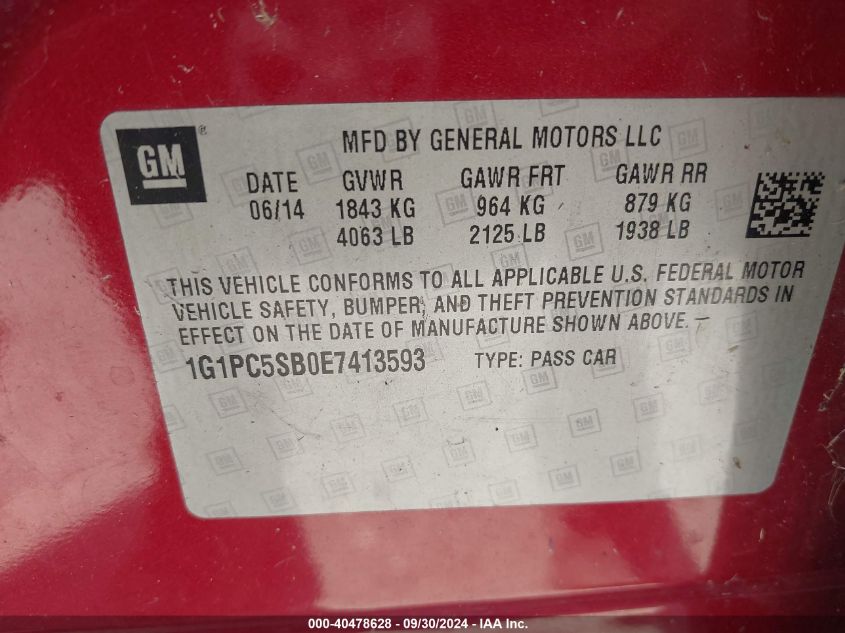 GM ®
MFD BY GENERAL MOTORS LLC
DATE GVWR GAWR FRT GAWR RR
06/14 1843 KG 964 KG 879 KG
4063 LB 2125 LB 1938 LB
THIS VEHICLE CONFORMS TO ALL APPLICABLE U.S. FEDERAL MOTOR
VEHICLE SAFETY, BUMPER, AND THEFT PREVENTION STANDARDS IN
EFFECT ON THE DATE OF MANUFACTURE SHOWN ABOVE.
1G1PC5SB0E7413593 TYPE: PASS CAR
000-40478628 - 09/30/2024 - IAA Inc.